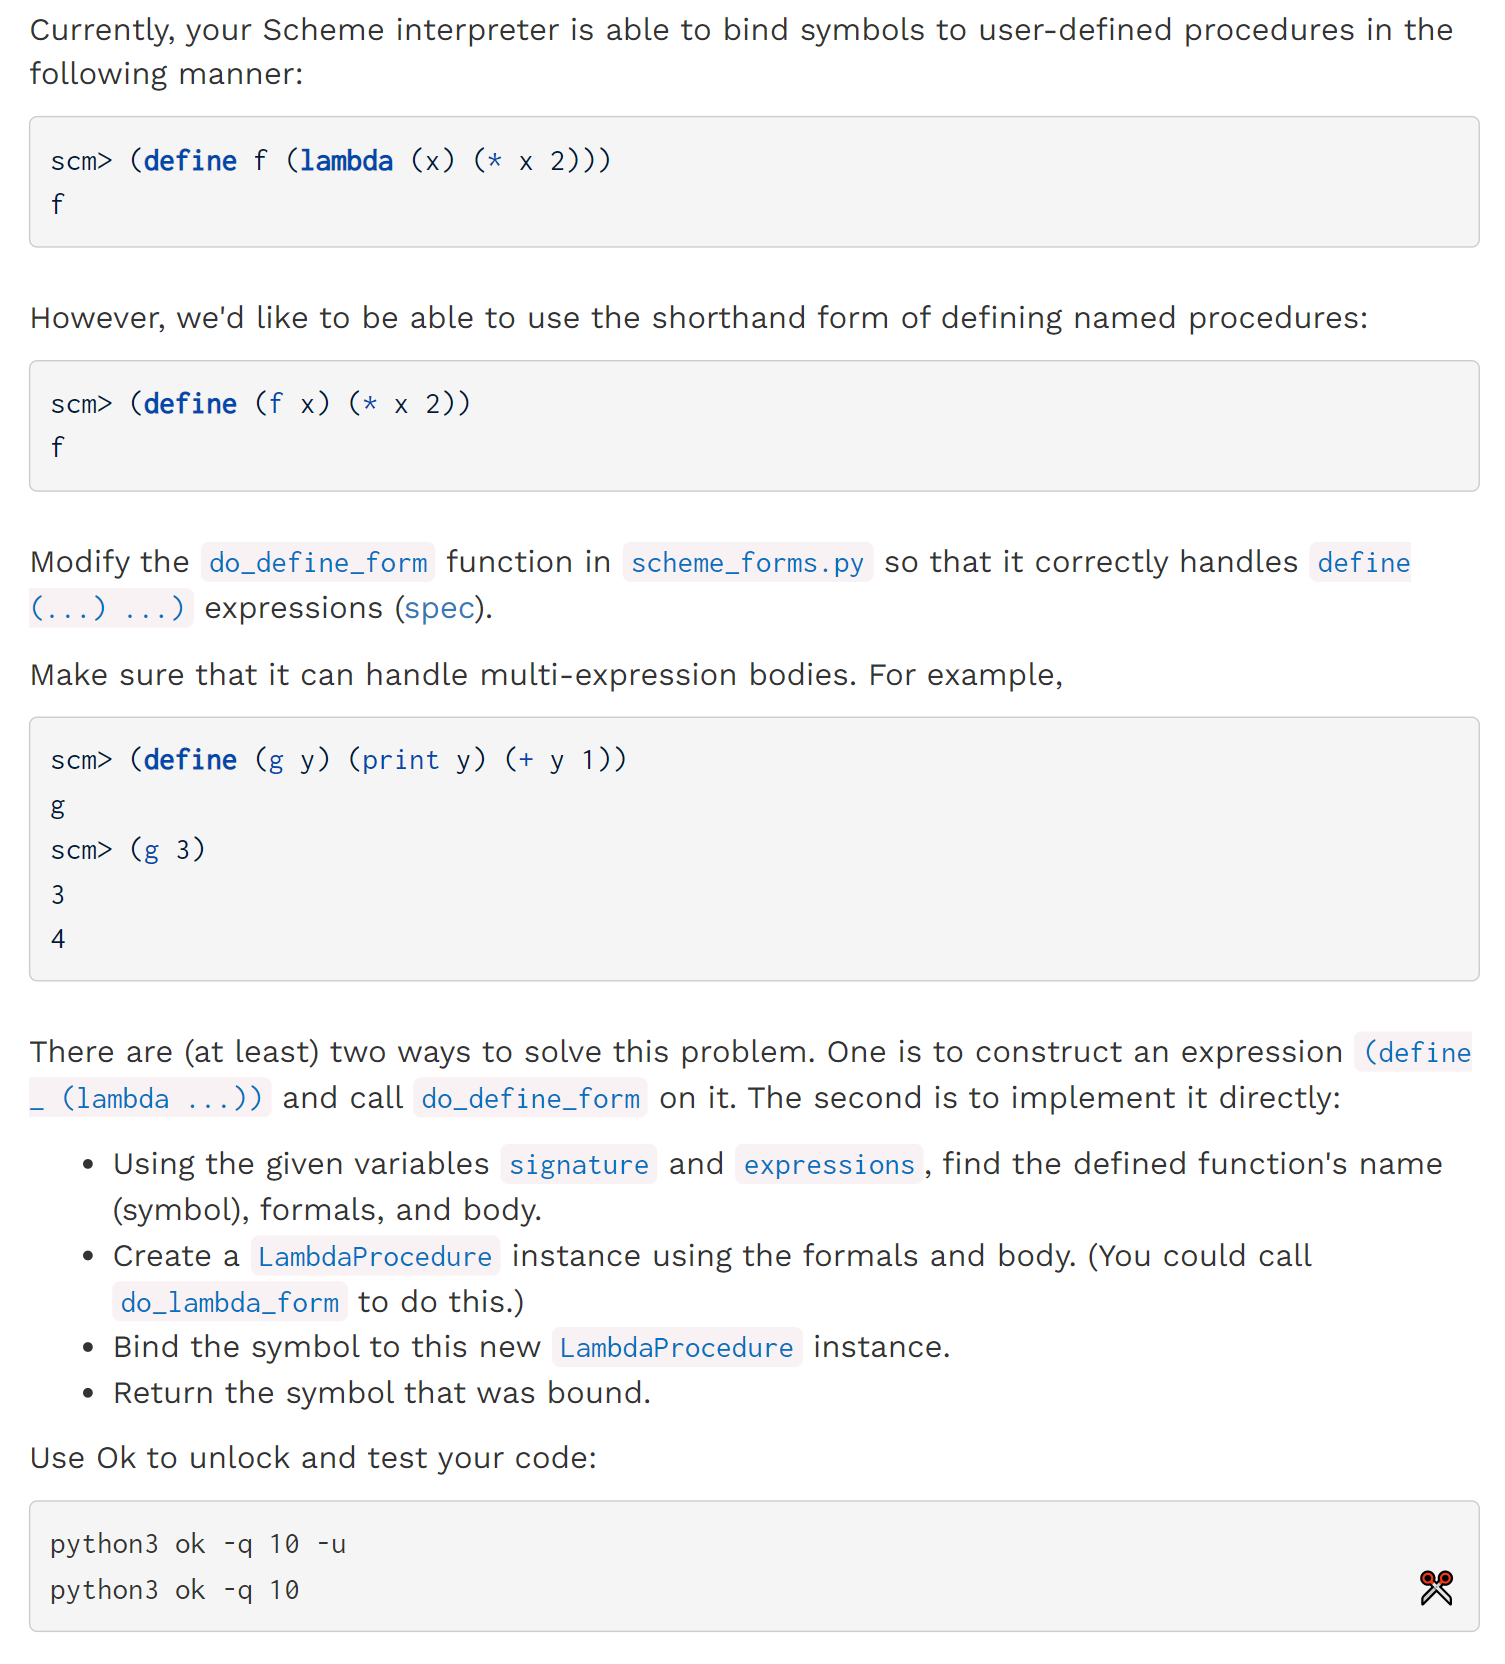 Currently, your Scheme interpreter is able to bind symbols to user-defined procedures in the
following manner:
scm> (define f (lambda (x) (* x 2)))
f
However, we'd like to be able to use the shorthand form of defining named procedures:
scm> (define (f x) (* x 2))
f
Modify the do_define_form function in scheme_forms.py so that it correctly handles define
(...) ...) expressions (spec).
Make sure that it can handle multi-expression bodies. For example,
scm> (define (g y) (print y) (+ y 1))
g
scm> (g 3)
3
4
There are (at least) two ways to solve this problem. One is to construct an expression (define
_ (lambda ...)) and call do_define_form on it. The second is to implement it directly:
• Using the given variables signature and expressions, find the defined function's name
(symbol), formals, and body.
• Create a LambdaProcedure instance using the formals and body. (You could call
do_lambda_form to do this.)
• Bind the symbol to this new LambdaProcedure instance.
• Return the symbol that was bound.
Use Ok to unlock and test your code:
python3 ok -q 10 -u
python3 ok -q 10